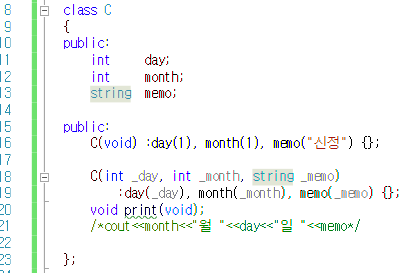 8 class C
9 {
10 public:
11 int day;
12 int month;
13 string memo;
14
15 public:
16 C(void) :day(1), month(1), memo("신정") {};
17
18 C(int _day, int _month, string _memo)
19 :day(_day), month(_month), memo(_memo) {};
20 void print(void);
21 /*cout<<month<<"월 "<<day<<"일 "<<memo*/
22
23 };